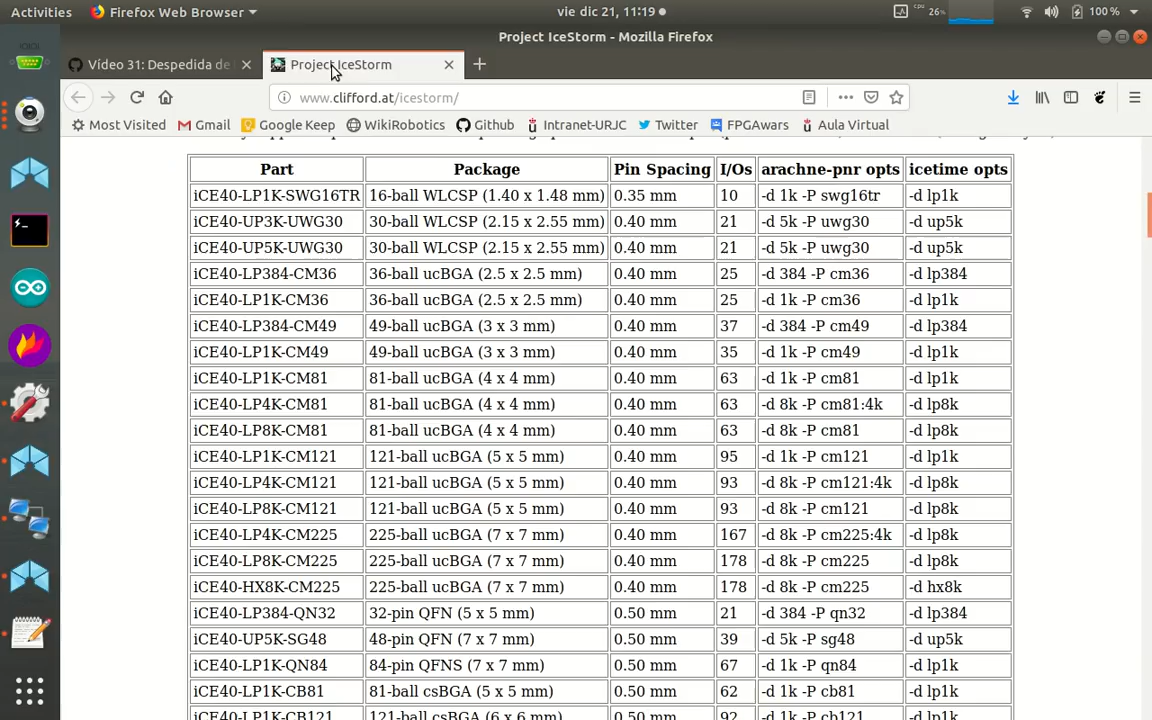 Activities Firefox Web Browser vie dic 21, 11:19 cpu 26% 100 %
Project IceStorm - Mozilla Firefox
Vídeo 31: Despedida de Project IceStorm
www.clifford.at/icestorm/
Most Visited Gmail Google Keep WikiRobotics Github Intranet-URJC Twitter FPGAwars Aula Virtual
Part Package Pin Spacing I/Os arachne-pnr opts icetime opts
iCE40-LP1K-SWG16TR 16-ball WLCSP (1.40 x 1.48 mm) 0.35 mm 10 -d 1k -P swg16tr -d lp1k
iCE40-UP3K-UWG30 30-ball WLCSP (2.15 x 2.55 mm) 0.40 mm 21 -d 5k -P uwg30 -d up5k
iCE40-UP5K-UWG30 30-ball WLCSP (2.15 x 2.55 mm) 0.40 mm 21 -d 5k -P uwg30 -d up5k
iCE40-LP384-CM36 36-ball ucBGA (2.5 x 2.5 mm) 0.40 mm 25 -d 384 -P cm36 -d lp384
iCE40-LP1K-CM36 36-ball ucBGA (2.5 x 2.5 mm) 0.40 mm 25 -d 1k -P cm36 -d lp1k
iCE40-LP384-CM49 49-ball ucBGA (3 x 3 mm) 0.40 mm 37 -d 384 -P cm49 -d lp384
iCE40-LP1K-CM49 49-ball ucBGA (3 x 3 mm) 0.40 mm 35 -d 1k -P cm49 -d lp1k
iCE40-LP1K-CM81 81-ball ucBGA (4 x 4 mm) 0.40 mm 63 -d 1k -P cm81 -d lp1k
iCE40-LP4K-CM81 81-ball ucBGA (4 x 4 mm) 0.40 mm 63 -d 8k -P cm81:4k -d lp8k
iCE40-LP8K-CM81 81-ball ucBGA (4 x 4 mm) 0.40 mm 63 -d 8k -P cm81 -d lp8k
iCE40-LP1K-CM121 121-ball ucBGA (5 x 5 mm) 0.40 mm 95 -d 1k -P cm121 -d lp1k
iCE40-LP4K-CM121 121-ball ucBGA (5 x 5 mm) 0.40 mm 93 -d 8k -P cm121:4k -d lp8k
iCE40-LP8K-CM121 121-ball ucBGA (5 x 5 mm) 0.40 mm 93 -d 8k -P cm121 -d lp8k
iCE40-LP4K-CM225 225-ball ucBGA (7 x 7 mm) 0.40 mm 167 -d 8k -P cm225:4k -d lp8k
iCE40-LP8K-CM225 225-ball ucBGA (7 x 7 mm) 0.40 mm 178 -d 8k -P cm225 -d lp8k
iCE40-HX8K-CM225 225-ball ucBGA (7 x 7 mm) 0.40 mm 178 -d 8k -P cm225 -d hx8k
iCE40-LP384-QN32 32-pin QFN (5 x 5 mm) 0.50 mm 21 -d 384 -P qn32 -d lp384
iCE40-UP5K-SG48 48-pin QFN (7 x 7 mm) 0.50 mm 39 -d 5k -P sg48 -d up5k
iCE40-LP1K-QN84 84-pin QFNS (7 x 7 mm) 0.50 mm 67 -d 1k -P qn84 -d lp1k
iCE40-LP1K-CB81 81-ball csBGA (5 x 5 mm) 0.50 mm 62 -d 1k -P cb81 -d lp1k
iCE40-LP1K-CB121 121-ball csBGA (6 x 6 mm) 0.50 mm 92 -d 1k -P cb121 -d lp1k